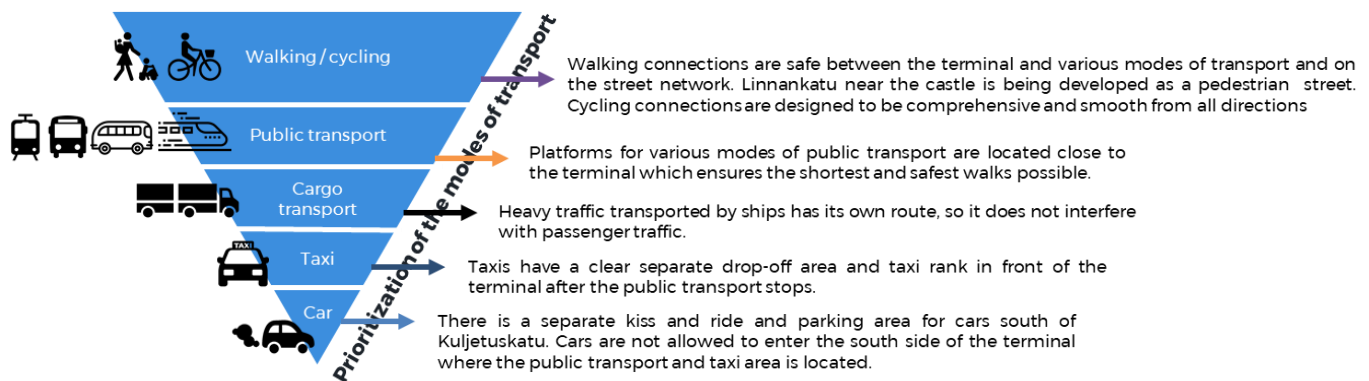 Walking / cycling
Walking connections are safe between the terminal and various modes of transport and on
the street network. Linnankatu near the castle is being developed as a pedestrian street.
Cycling connections are designed to be comprehensive and smooth from all directions
Public transport
Platforms for various modes of public transport are located close to
the terminal which ensures the shortest and safest walks possible.
Cargo
transport
Heavy traffic transported by ships has its own route, so it does not interfere
with passenger traffic.
TAXI
Taxi
Taxis have a clear separate drop-off area and taxi rank in front of the
terminal after the public transport stops.
Car
There is a separate kiss and ride and parking area for cars south of
Kuljetuskatu. Cars are not allowed to enter the south side of the terminal
where the public transport and taxi area is located.
Prioritization of the modes of transport